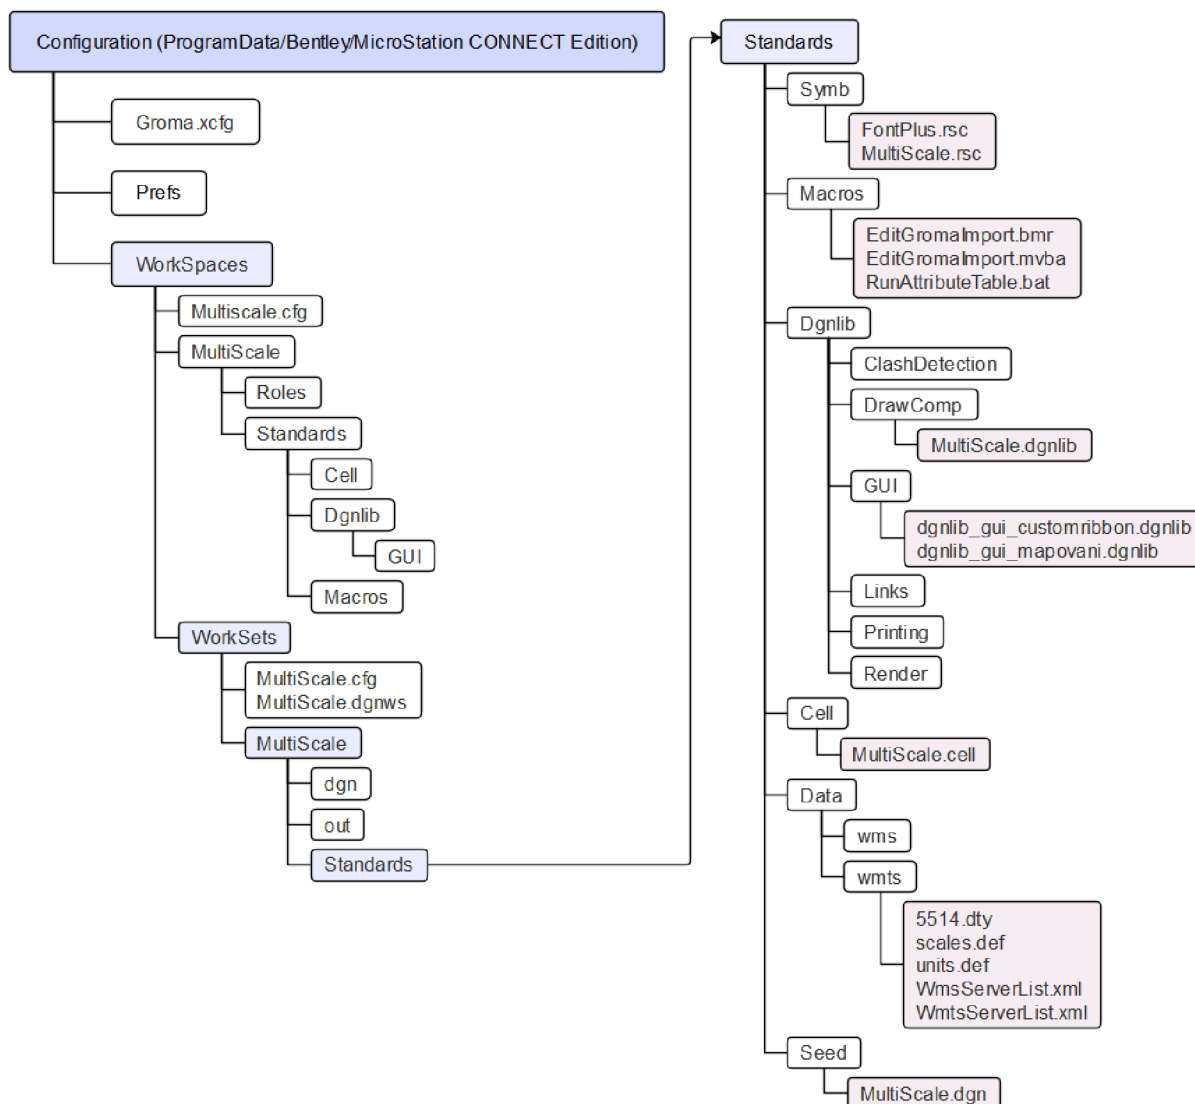 Configuration (ProgramData/Bentley/MicroStation CONNECT Edition)
Groma.xcfg
Prefs
WorkSpaces
Multiscale.cfg
MultiScale
Roles
Standards
Cell
Dgnlib
GUI
Macros
WorkSets
MultiScale.cfg
MultiScale.dgnws
MultiScale
dgn
out
Standards
Standards
Symb
FontPlus.rsc
MultiScale.rsc
Macros
EditGromaImport.bmr
EditGromaImport.mvba
RunAttributeTable.bat
Dgnlib
ClashDetection
DrawComp
MultiScale.dgnlib
GUI
dgnlib_gui_customribbon.dgnlib
dgnlib_gui_mapovani.dgnlib
Links
Printing
Render
Cell
MultiScale.cell
Data
wms
wmts
5514.dty
scales.def
units.def
WmsServerList.xml
WmtsServerList.xml
Seed
MultiScale.dgn